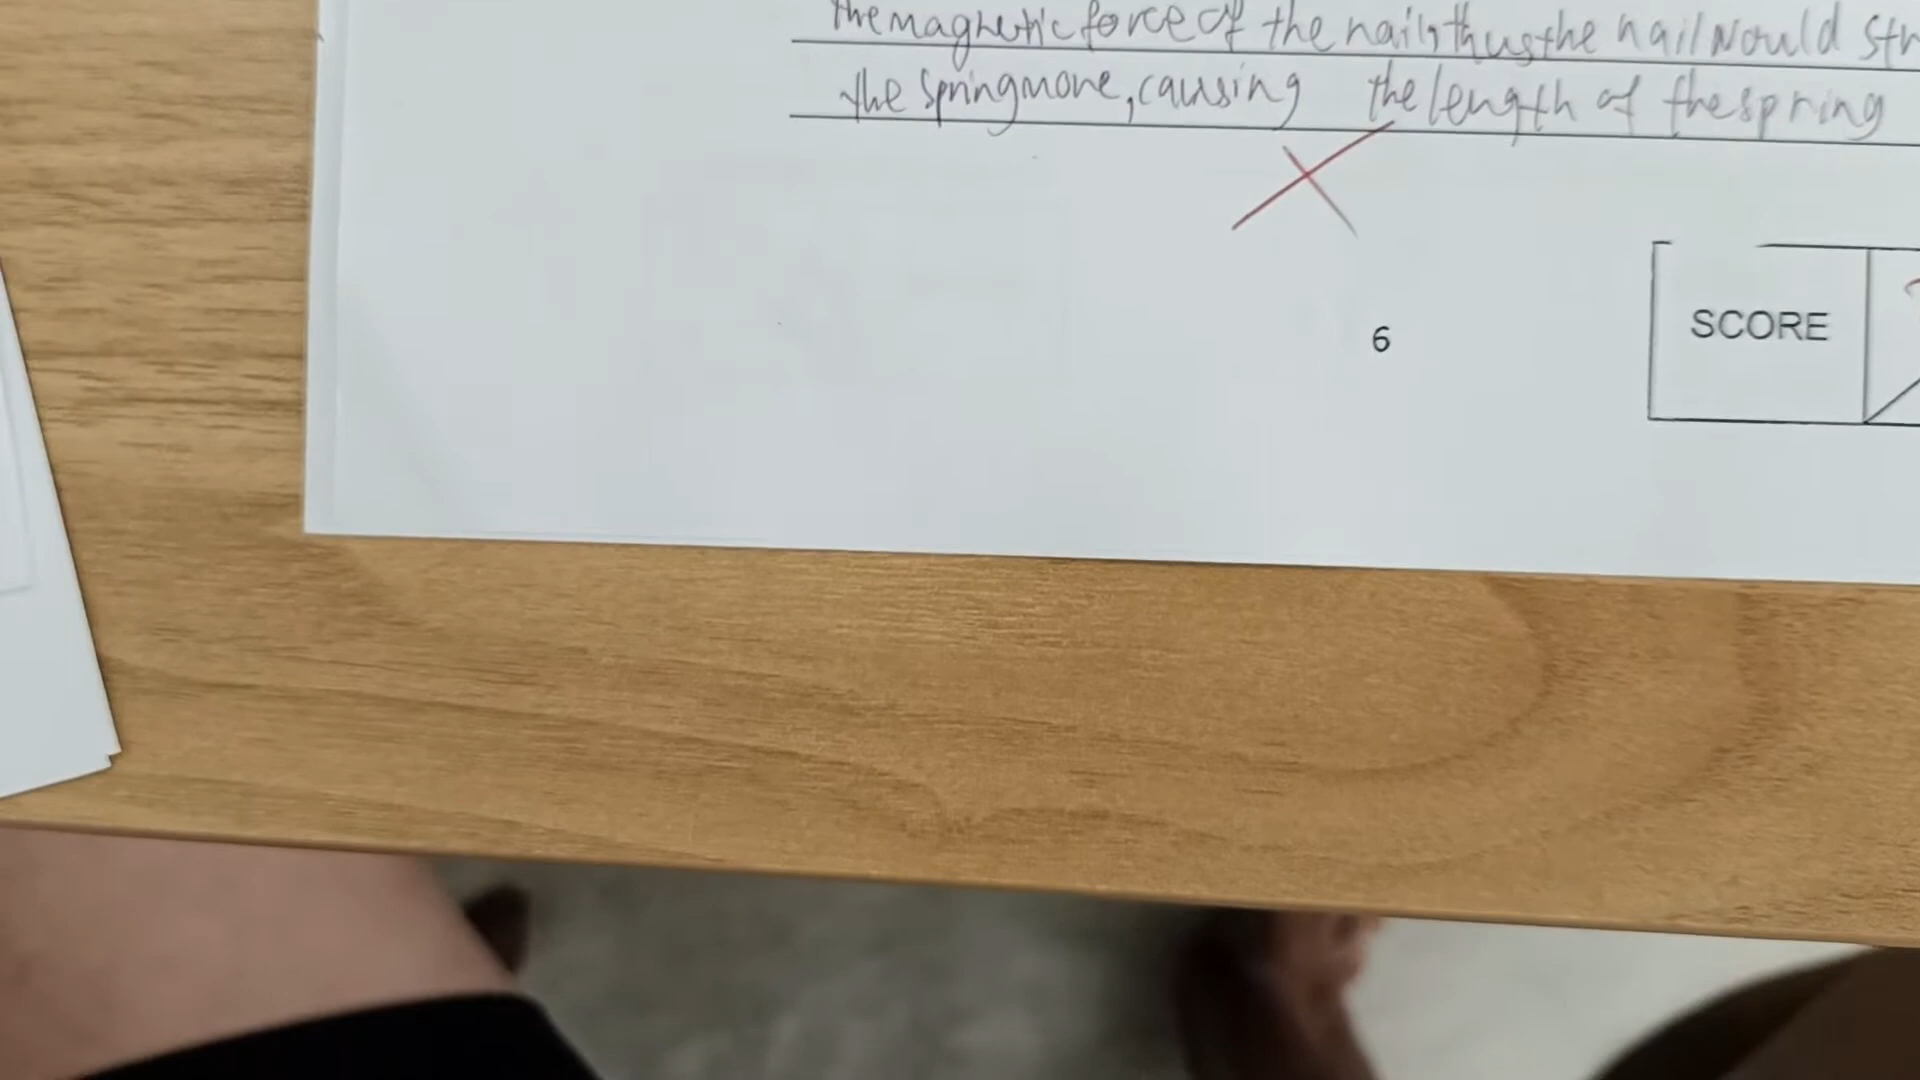 the magnetic force of the nail, thus the nail would
the spring more, causing the length of the spring
6
SCORE